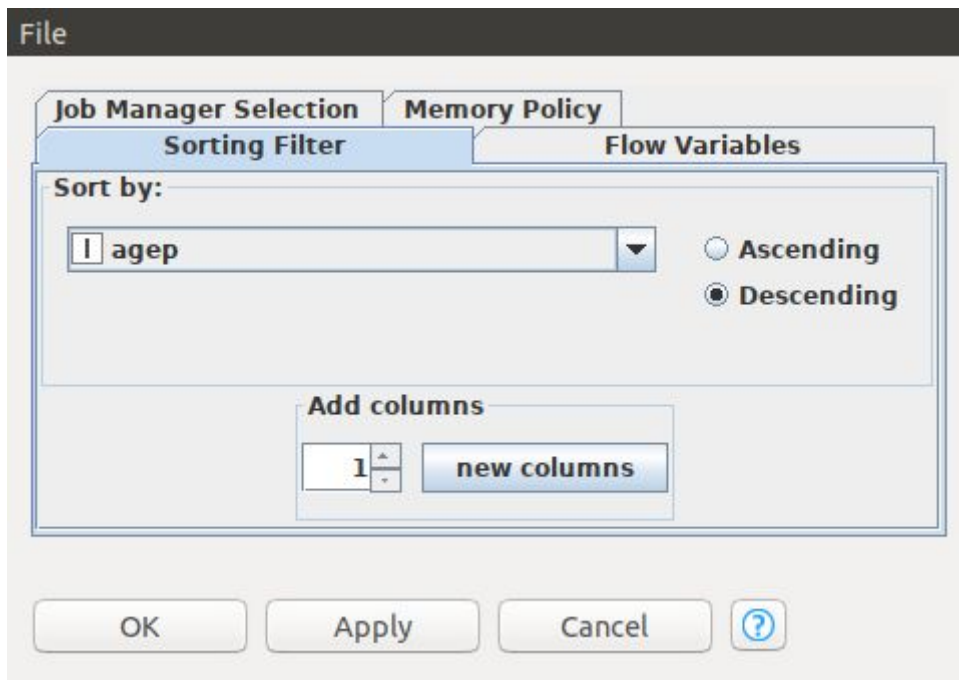 File
Job Manager Selection Memory Policy
Sorting Filter Flow Variables
Sort by:
I agep
Ascending
Descending
Add columns
1 new columns
OK Apply Cancel ?